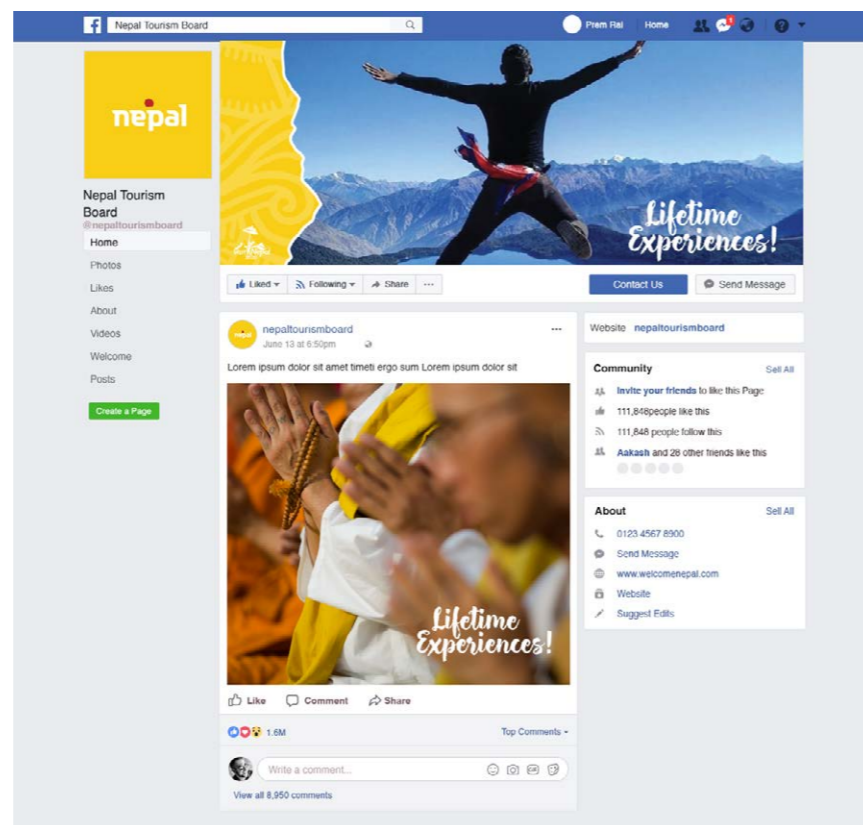 Nepal Tourism Board
Prem Rai
Home
1
nepal
Nepal Tourism
Board
@nepaltourismboard
Home
Photos
Likes
About
Videos
Welcome
Posts
Create a Page
Lifetime
Experiences!
Liked
Following
Share
Contact Us
Send Message
nepal
nepaltourismboard
June 13 at 6:50pm
Lorem ipsum dolor sit amet timeti ergo sum Lorem ipsum dolor sit
Lifetime
Experiences!
Like
Comment
Share
1.6M
Top Comments
Write a comment...
GIF
View all 8,950 comments
Website nepaltourismboard
Community
Sell All
Invite your friends to like this Page
111,848people like this
111,848 people follow this
Aakash and 28 other friends like this
About
Sell All
0123 4567 8900
Send Message
www.welcomenepal.com
Website
Suggest Edits